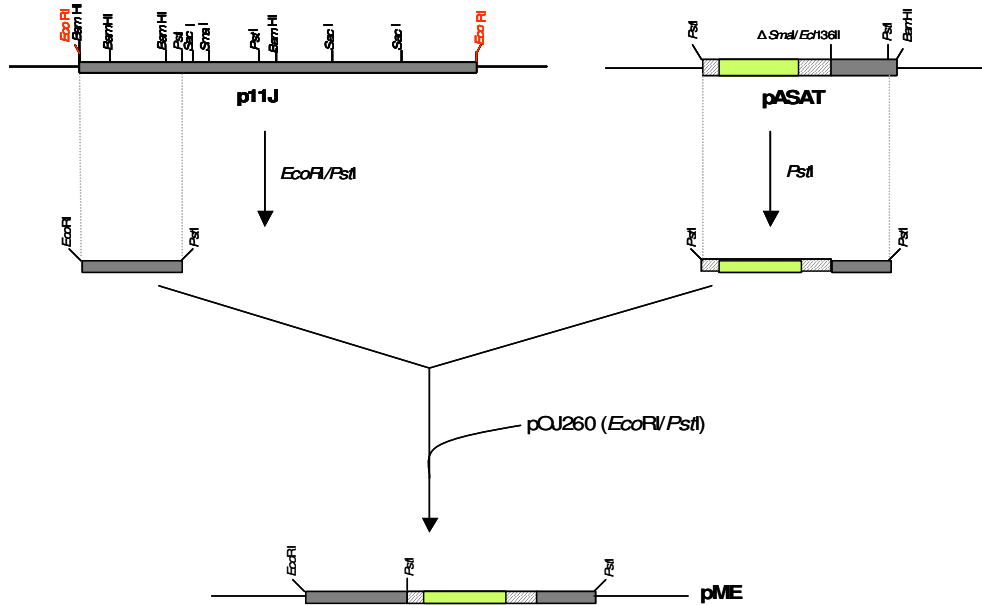 EcoRI
BamHI
BamHI
BamHI
PstI
SacI
SmaI
PstI
BamHI
SacI
SacI
EcoRI
p11J
PstI
Δ SmaI/Ecl136II
PstI
BamHI
pASAT
EcoRI/PstI
PstI
EcoRI
PstI
PstI
PstI
pOJ260 (EcoRI/PstI)
EcoRI
PstI
PstI
pME